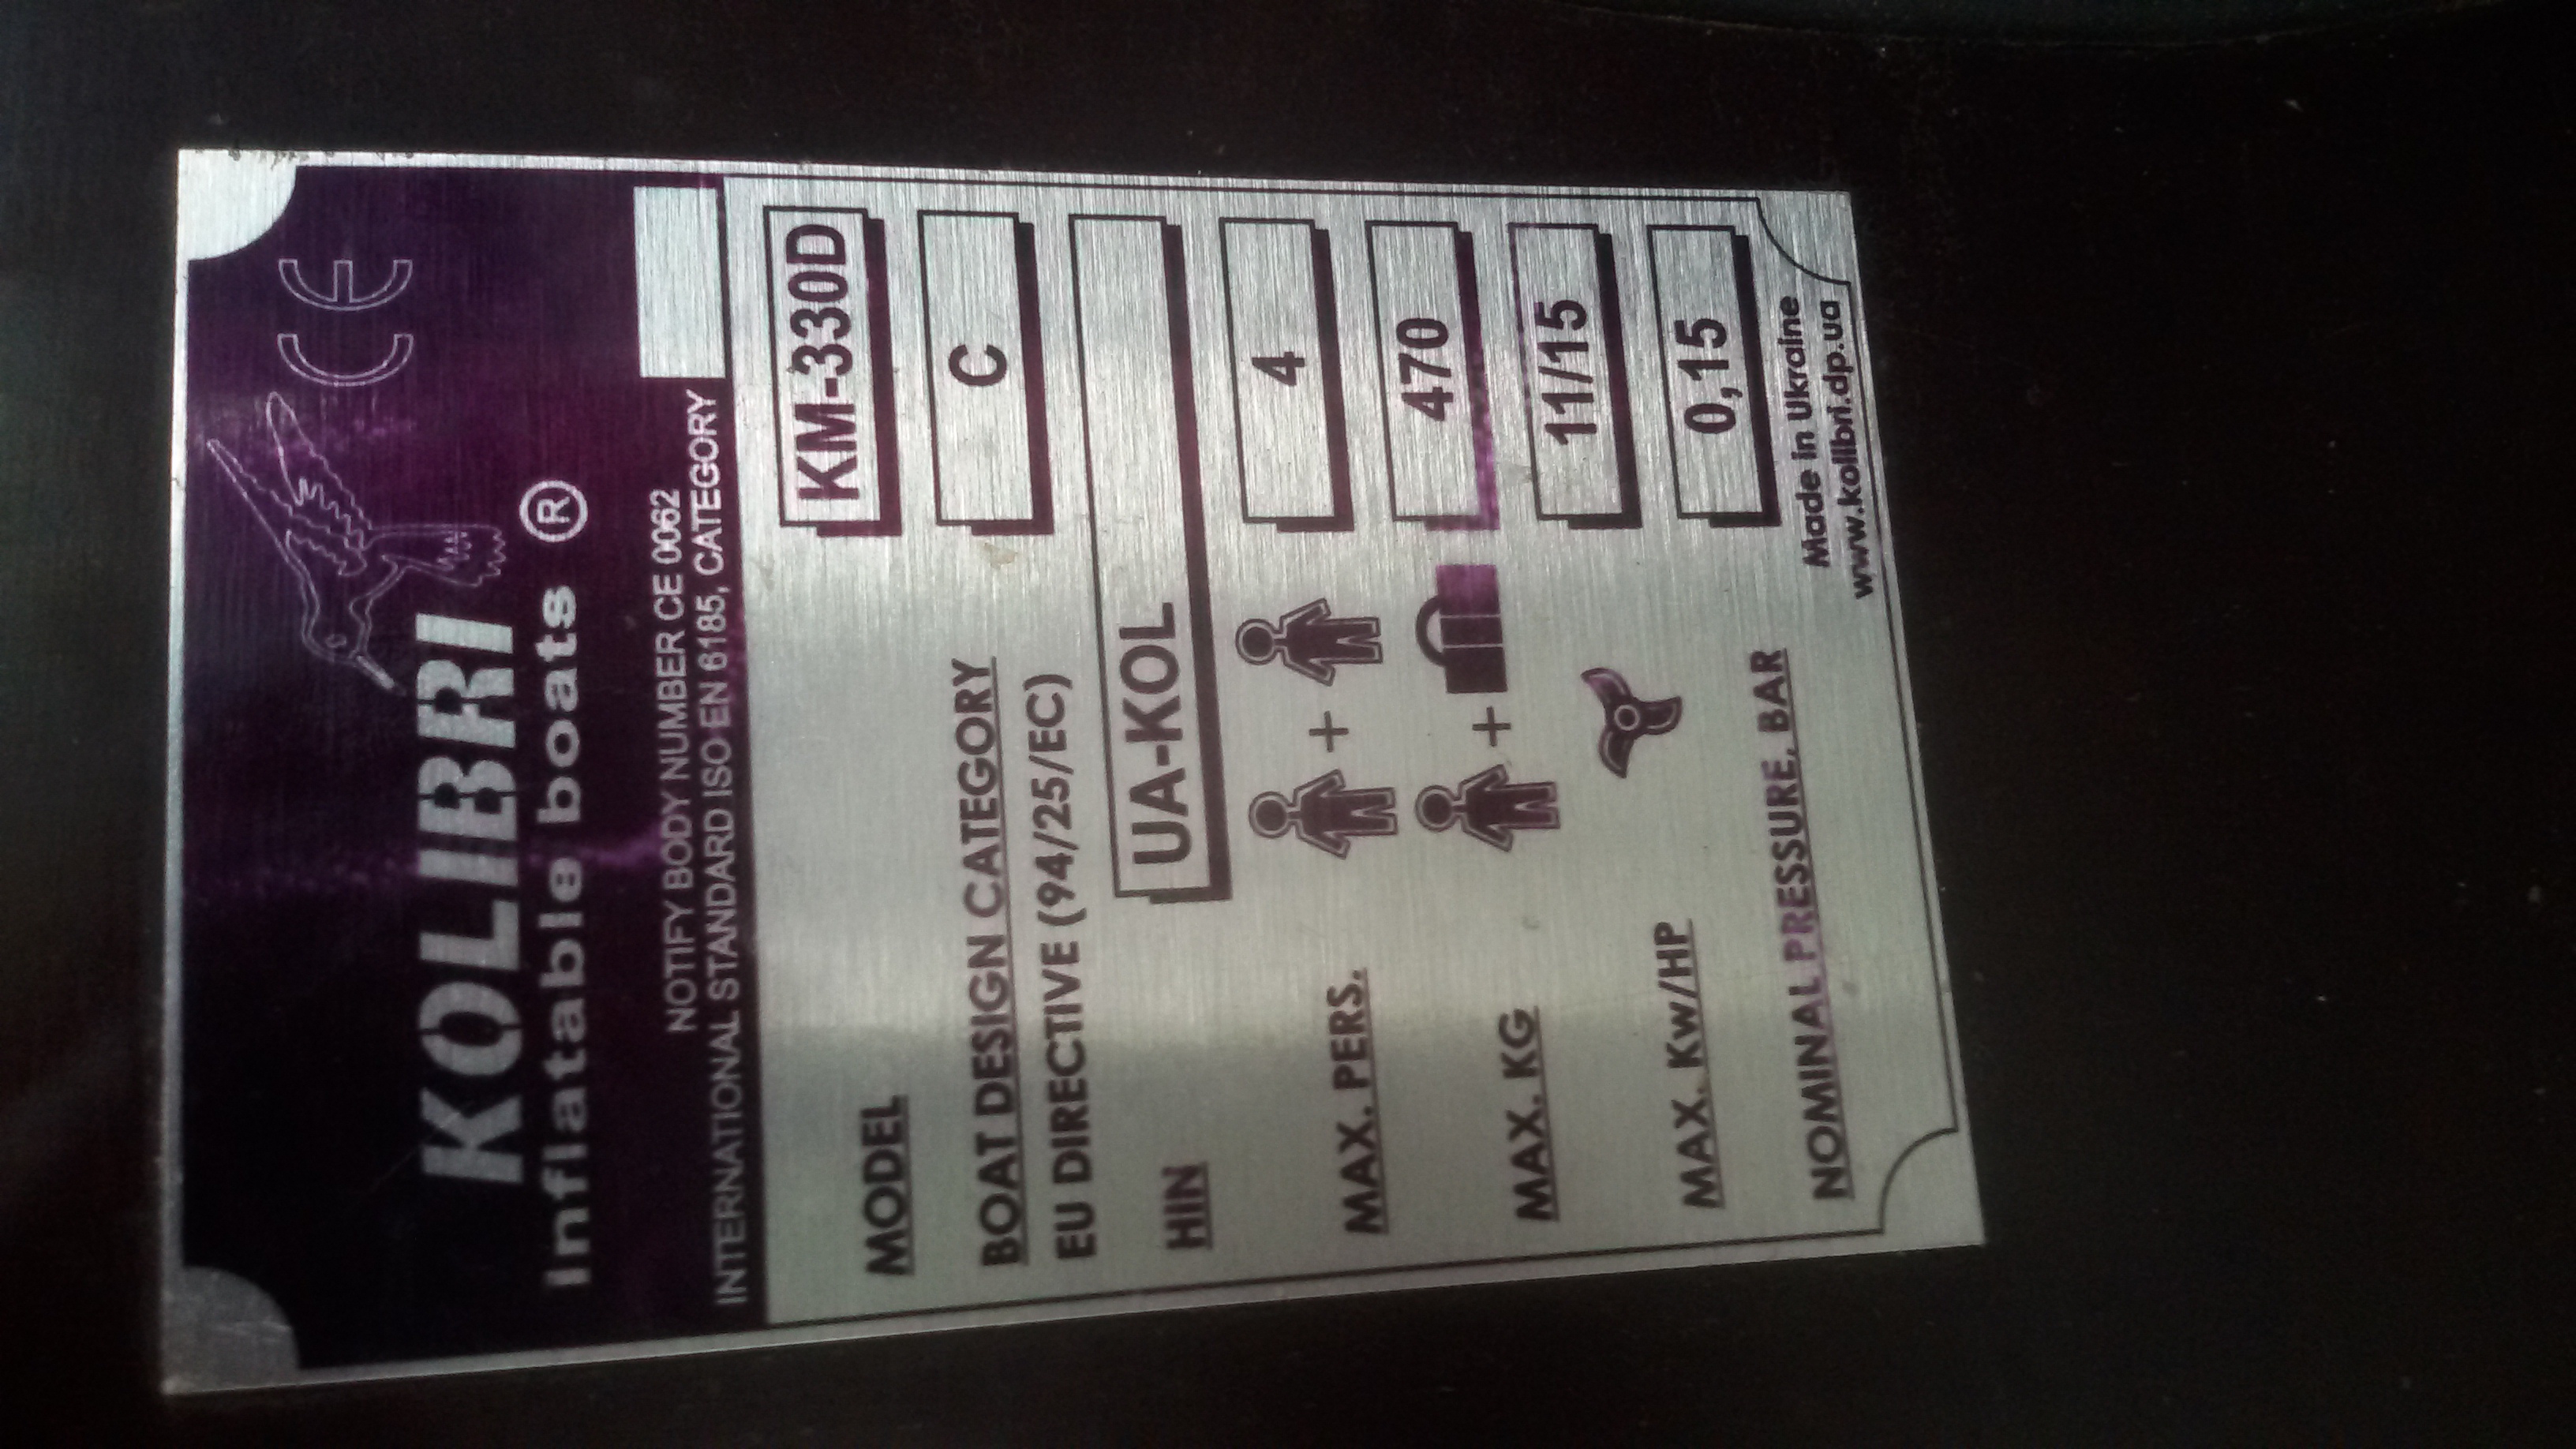 CE
KOLIBRI
Inflatable boats ®
NOTIFY BODY NUMBER CE 0062
INTERNATIONAL STANDARD ISO EN 6185, CATEGORY
MODEL KM-330D
BOAT DESIGN CATEGORY C
EU DIRECTIVE (94/25/EC)
HIN UA-KOL
MAX. PERS. + 4
MAX. KG + 470
MAX. Kw/HP 11/15
NOMINAL PRESSURE, BAR 0,15
Made in Ukraine
www.kolibri.dp.ua